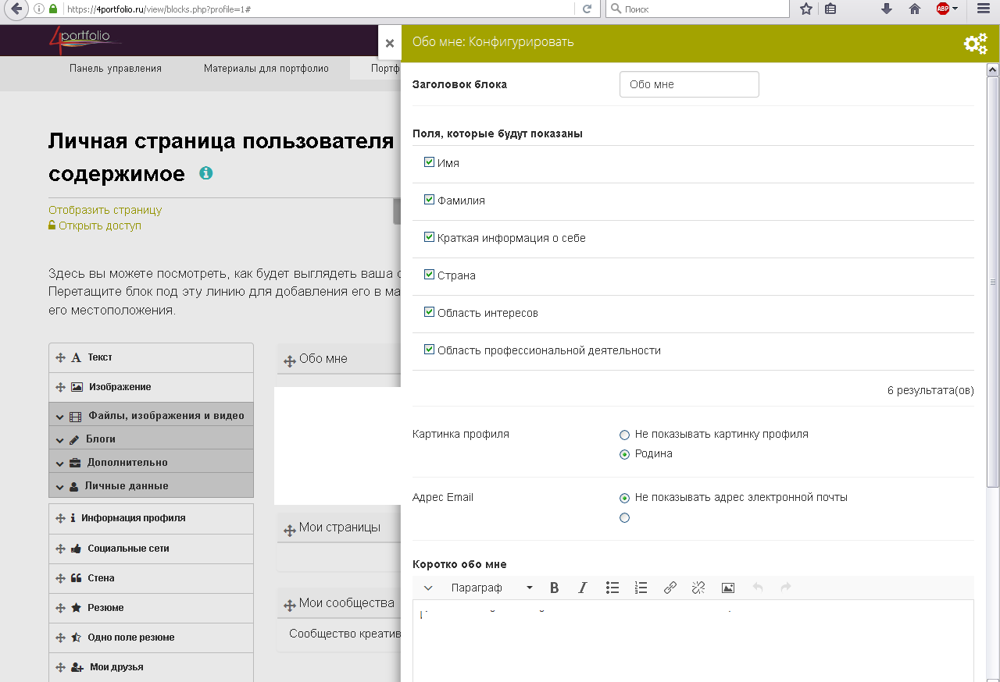 https://4portfolio.ru/view/blocks.php?profile=1#
Поиск
ABP
4portfolio
Обо мне: Конфигурировать
Панель управления
Материалы для портфолио
Портф
Заголовок блока
Обо мне
Личная страница пользователя
содержимое
Отобразить страницу
Открыть доступ
Здесь вы можете посмотреть, как будет выглядеть ваша
Перетащите блок под эту линию для добавления его в ма
его местоположения.
Текст
Изображение
Файлы, изображения и видео
Блоги
Дополнительно
Личные данные
Информация профиля
Социальные сети
Стена
Резюме
Одно поле резюме
Мои друзья
Обо мне
Мои страницы
Мои сообщества
Сообщество креатив
Поля, которые будут показаны
Имя
Фамилия
Краткая информация о себе
Страна
Область интересов
Область профессиональной деятельности
6 результата(ов)
Картинка профиля
Не показывать картинку профиля
Родина
Адрес Email
Не показывать адрес электронной почты
Коротко обо мне
Параграф
B I